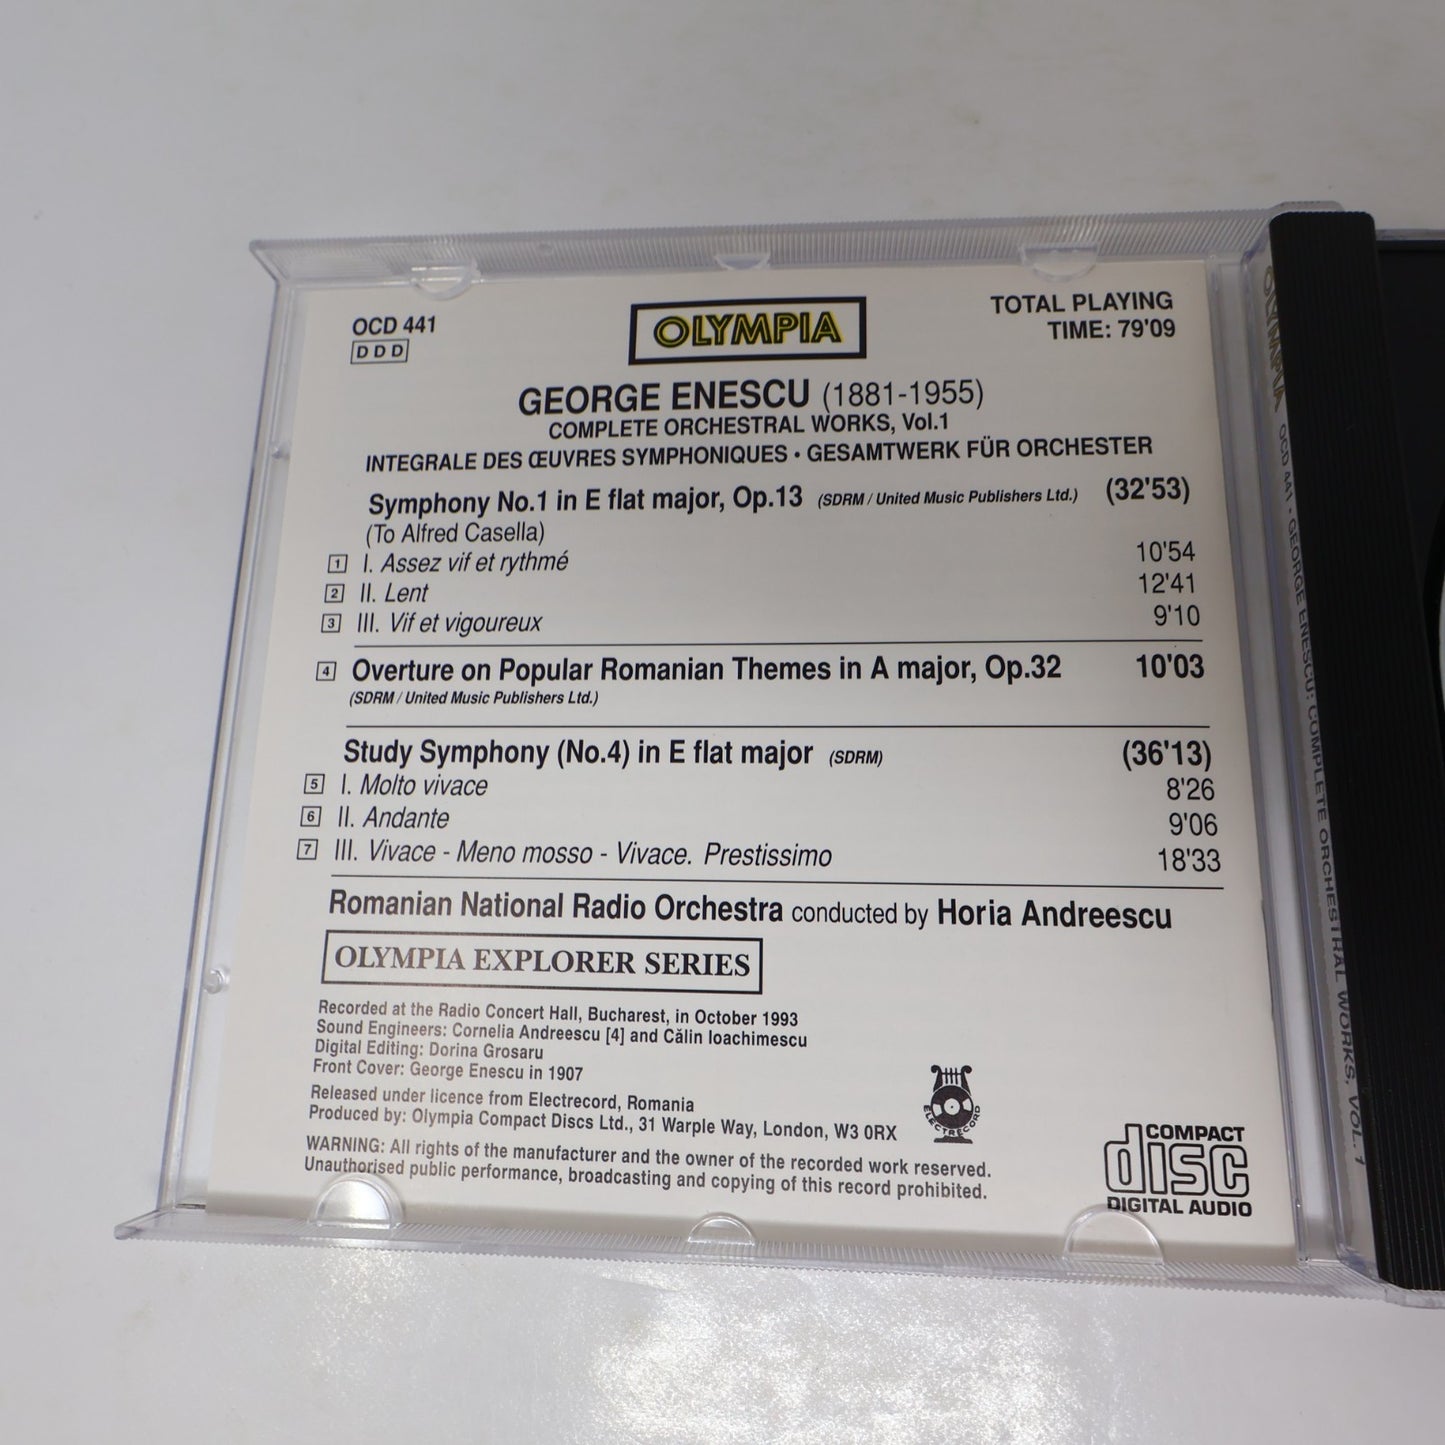 OCD 441
DDD
OLYMPIA
TOTAL PLAYING
TIME: 79'09
GEORGE ENESCU (1881-1955)
COMPLETE ORCHESTRAL WORKS, Vol.1
INTEGRALE DES ŒUVRES SYMPHONIQUES • GESAMTWERK FÜR ORCHESTER
Symphony No.1 in E flat major, Op.13 (SDRM / United Music Publishers Ltd.) (32'53)
(To Alfred Casella)
1 I. Assez vif et rythmé 10'54
2 II. Lent 12'41
3 III. Vif et vigoureux 9'10
4 Overture on Popular Romanian Themes in A major, Op.32 10'03
(SDRM / United Music Publishers Ltd.)
Study Symphony (No.4) in E flat major (SDRM) (36'13)
5 I. Molto vivace 8'26
6 II. Andante 9'06
7 III. Vivace - Meno mosso - Vivace. Prestissimo 18'33
Romanian National Radio Orchestra conducted by Horia Andreescu
OLYMPIA EXPLORER SERIES
Recorded at the Radio Concert Hall, Bucharest, in October 1993
Sound Engineers: Cornelia Andreescu [4] and Călin Ioachimescu
Digital Editing: Dorina Grosaru
Front Cover: George Enescu in 1907
Released under licence from Electrecord, Romania
Produced by: Olympia Compact Discs Ltd., 31 Warple Way, London, W3 0RX
WARNING: All rights of the manufacturer and the owner of the recorded work reserved.
Unauthorised public performance, broadcasting and copying of this record prohibited.
ELECTRECORD
COMPACT
disc
DIGITAL AUDIO
OLYMPIA OCD 441 • GEORGE ENESCU: COMPLETE ORCHESTRAL WORKS, VOL. 1